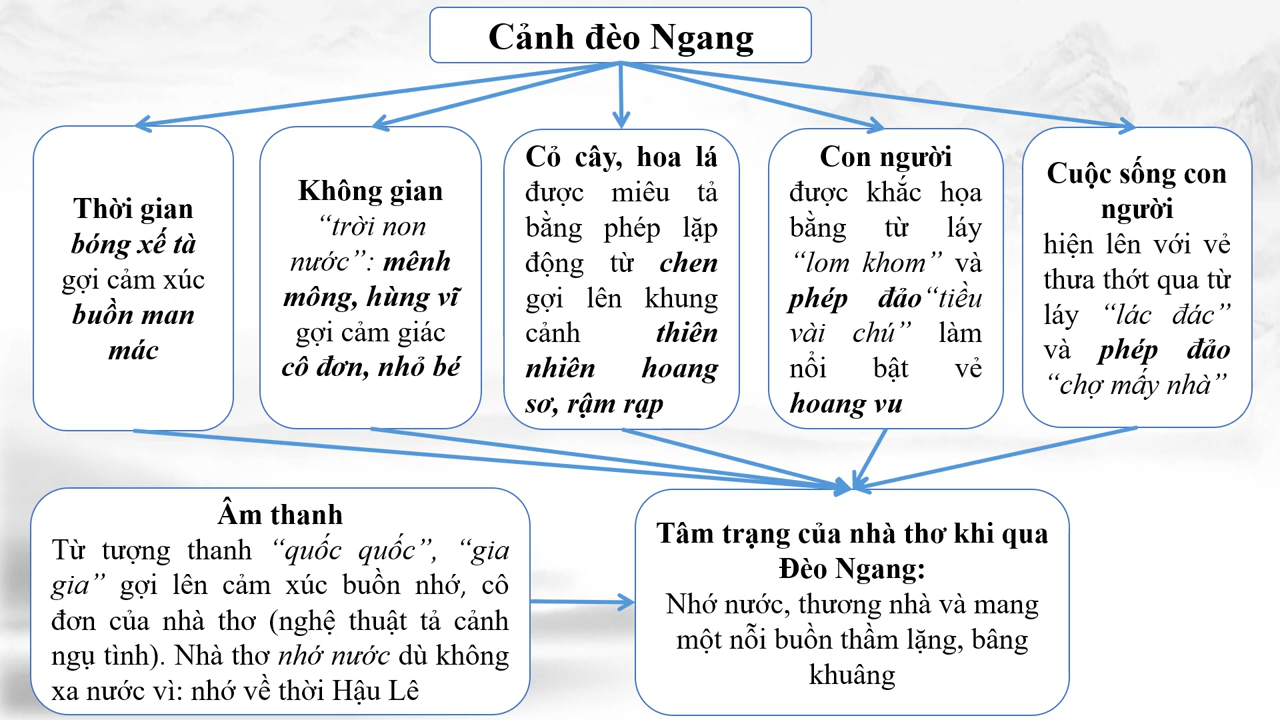 Cảnh đèo Ngang
Thời gian
bóng xế tà
gợi cảm xúc
buồn man
mác
Không gian
“trời non
nước”: mênh
mông, hùng vĩ
gợi cảm giác
cô đơn, nhỏ bé
Cỏ cây, hoa lá
được miêu tả
bằng phép lặp
động từ chen
gợi lên khung
cảnh thiên
nhiên hoang
sơ, rậm rạp
Con người
được khắc họa
bằng từ láy
“lom khom” và
phép đảo“tiều
vài chú” làm
nổi bật vẻ
hoang vu
Cuộc sống con
người
hiện lên với vẻ
thưa thớt qua từ
láy “lác đác”
và phép đảo
“chợ mấy nhà”
Âm thanh
Từ tượng thanh “quốc quốc”, “gia
gia” gợi lên cảm xúc buồn nhớ, cô
đơn của nhà thơ (nghệ thuật tả cảnh
ngụ tình). Nhà thơ nhớ nước dù không
xa nước vì: nhớ về thời Hậu Lê
Tâm trạng của nhà thơ khi qua
Đèo Ngang:
Nhớ nước, thương nhà và mang
một nỗi buồn thầm lặng, bâng
khuâng